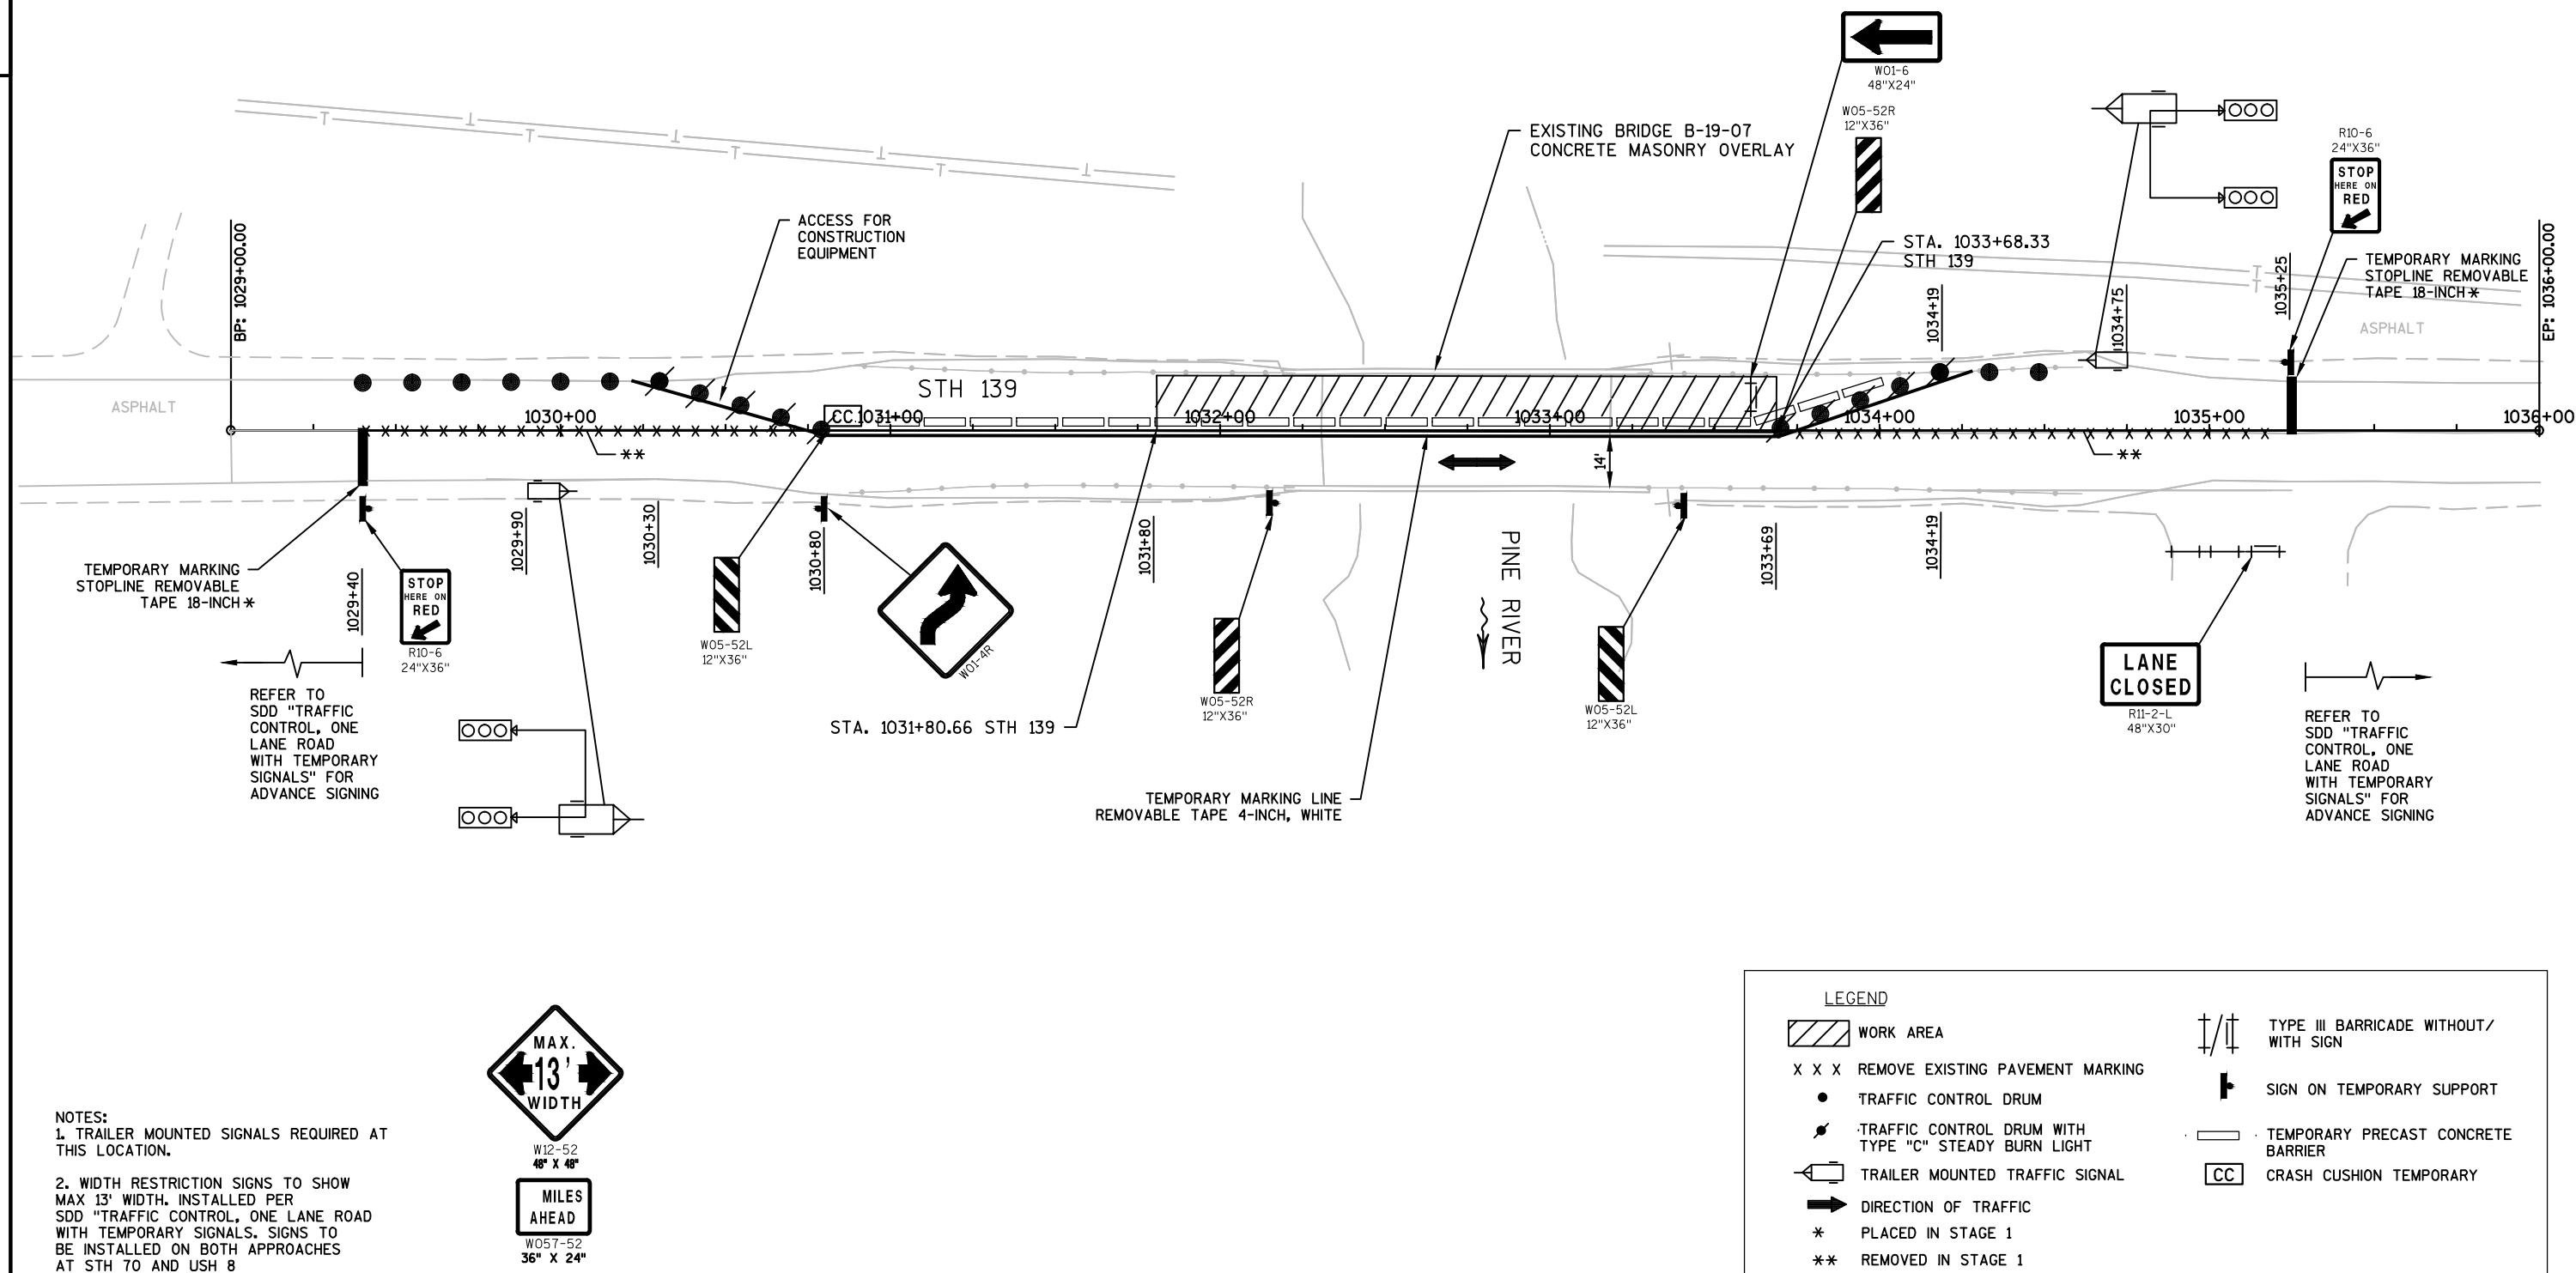 W01-6
48"X24"
W05-52R
12"X36"
EXISTING BRIDGE B-19-07
CONCRETE MASONRY OVERLAY
R10-6
24"X36"
STOP
HERE ON
RED
ACCESS FOR
CONSTRUCTION
EQUIPMENT
STA. 1033+68.33
STH 139
TEMPORARY MARKING
STOPLINE REMOVABLE
TAPE 18-INCH*
BP: 1029+00.00
1034+19
1034+75
1035+25
EP: 1036+00.00
ASPHALT
ASPHALT
STH 139
1030+00
CC
1031+00
1032+00
1033+00
1034+00
1035+00
1036+00
**
**
14'
TEMPORARY MARKING
STOPLINE REMOVABLE
TAPE 18-INCH*
1029+40
1029+90
1030+30
1030+80
1031+80
1033+69
1034+19
STOP
HERE ON
RED
R10-6
24"X36"
W05-52L
12"X36"
W01-4R
W05-52R
12"X36"
W05-52L
12"X36"
PINE RIVER
LANE
CLOSED
R11-2-L
48"X30"
STA. 1031+80.66 STH 139
TEMPORARY MARKING LINE
REMOVABLE TAPE 4-INCH, WHITE
REFER TO
SDD "TRAFFIC
CONTROL, ONE
LANE ROAD
WITH TEMPORARY
SIGNALS" FOR
ADVANCE SIGNING
REFER TO
SDD "TRAFFIC
CONTROL, ONE
LANE ROAD
WITH TEMPORARY
SIGNALS" FOR
ADVANCE SIGNING
NOTES:
1. TRAILER MOUNTED SIGNALS REQUIRED AT
THIS LOCATION.
2. WIDTH RESTRICTION SIGNS TO SHOW
MAX 13' WIDTH. INSTALLED PER
SDD "TRAFFIC CONTROL, ONE LANE ROAD
WITH TEMPORARY SIGNALS. SIGNS TO
BE INSTALLED ON BOTH APPROACHES
AT STH 70 AND USH 8
MAX.
13'
WIDTH
W12-52
48" X 48"
MILES
AHEAD
W057-52
36" X 24"
LEGEND
WORK AREA
X X X REMOVE EXISTING PAVEMENT MARKING
TRAFFIC CONTROL DRUM
TRAFFIC CONTROL DRUM WITH
TYPE "C" STEADY BURN LIGHT
TRAILER MOUNTED TRAFFIC SIGNAL
DIRECTION OF TRAFFIC
* PLACED IN STAGE 1
** REMOVED IN STAGE 1
TYPE III BARRICADE WITHOUT/
WITH SIGN
SIGN ON TEMPORARY SUPPORT
TEMPORARY PRECAST CONCRETE
BARRIER
CC CRASH CUSHION TEMPORARY